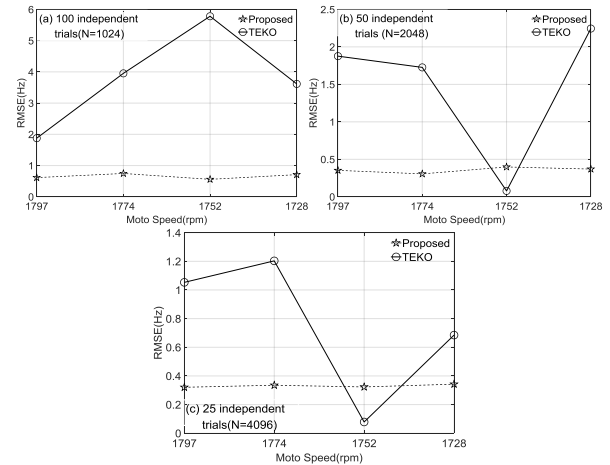 (a) 100 independent
trials(N=1024)
Proposed
TEKO
6
5
4
3
2
1
0
RMSE(Hz)
1797
1774
1752
1728
Moto Speed(rpm)
(b) 50 independent
trials (N=2048)
Proposed
TEKO
2.5
2
1.5
1
0.5
0
RMSE(Hz)
1797
1774
1752
1728
Moto Speed(rpm)
Proposed
TEKO
1.4
1.2
1
0.8
0.6
0.4
0.2
0
RMSE(Hz)
(c) 25 independent
trials(N=4096)
1797
1774
1752
1728
Moto Speed(rpm)